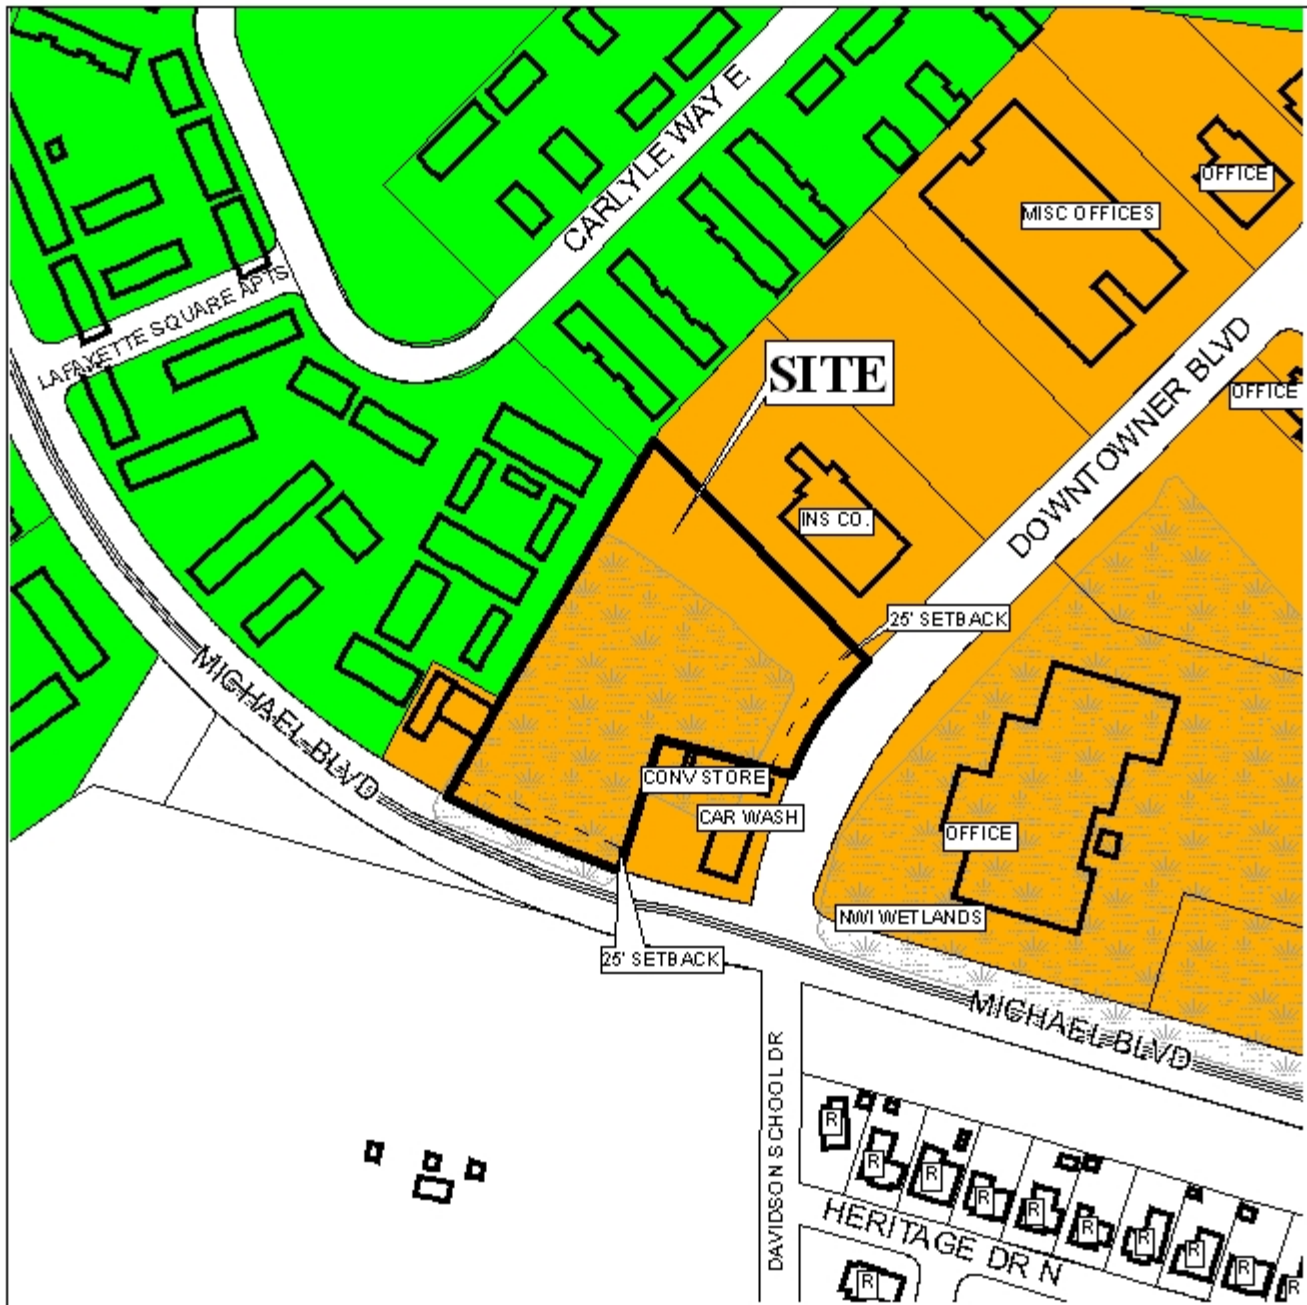 CARLYLE WAY E
OFFICE
MISC OFFICES
LAFAYETTE SQUARE APTS
SITE
DOWNTOWNER BLVD
OFFICE
INS CO.
25' SETBACK
MICHAEL BLVD
CONV STORE
CAR WASH
OFFICE
NWI WETLANDS
25' SETBACK
MICHAEL BLVD
DAVIDSON SCHOOL DR
R
R
R
R
R
R
R
R
R
R
HERITAGE DR N
R